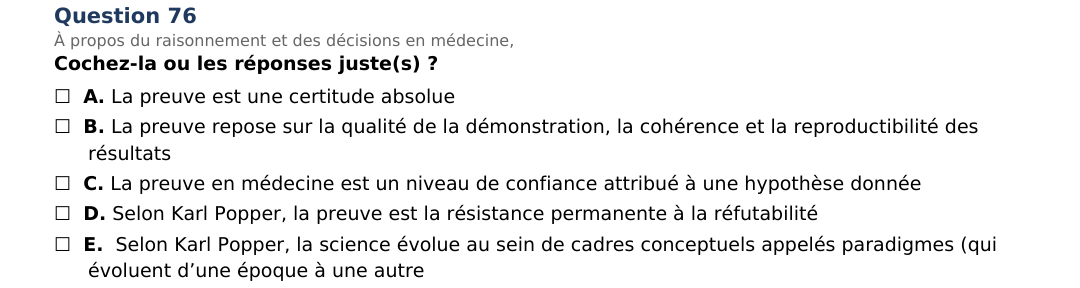 Question 76
À propos du raisonnement et des décisions en médecine,
Cochez-la ou les réponses juste(s) ?
☐ A. La preuve est une certitude absolue
☐ B. La preuve repose sur la qualité de la démonstration, la cohérence et la reproductibilité des
résultats
☐ C. La preuve en médecine est un niveau de confiance attribué à une hypothèse donnée
☐ D. Selon Karl Popper, la preuve est la résistance permanente à la réfutabilité
☐ E. Selon Karl Popper, la science évolue au sein de cadres conceptuels appelés paradigmes (qui
évoluent d’une époque à une autre